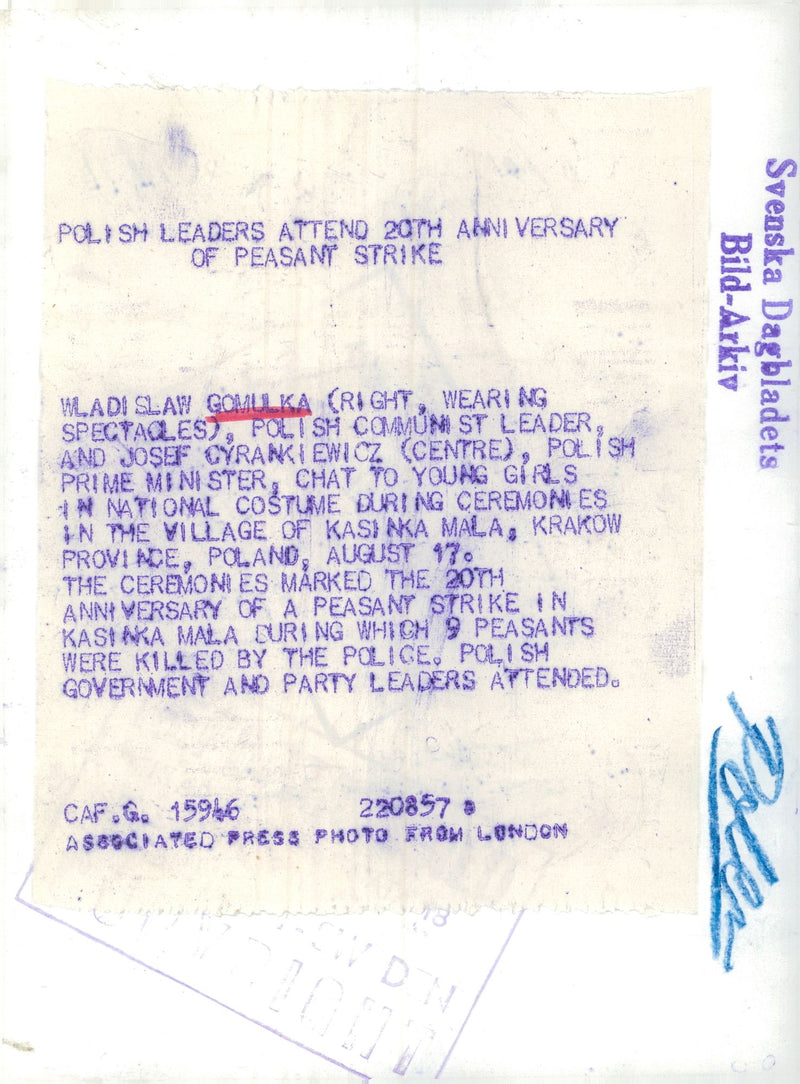 POLISH LEADERS ATTEND 20TH ANNIVERSARY
OF PEASANT STRIKE
WLADISLAW GOMULKA (RIGHT, WEARING
SPECTACLES), POLISH COMMUNIST LEADER,
AND JOSEF CYRANKIEWICZ (CENTRE), POLISH
PRIME MINISTER, CHAT TO YOUNG GIRLS
IN NATIONAL COSTUME DURING CEREMONIES
IN THE VILLAGE OF KASINKA MALA, KRAKOW
PROVINCE, POLAND, AUGUST 17.
THE CEREMONIES MARKED THE 20TH
ANNIVERSARY OF A PEASANT STRIKE IN
KASINKA MALA DURING WHICH 9 PEASANTS
WERE KILLED BY THE POLICE. POLISH
GOVERNMENT AND PARTY LEADERS ATTENDED.
CAF.G. 15946 220857
ASSOCIATED PRESS PHOTO FROM LONDON
Svenska Dagbladets
Bild-Arkiv
Polen